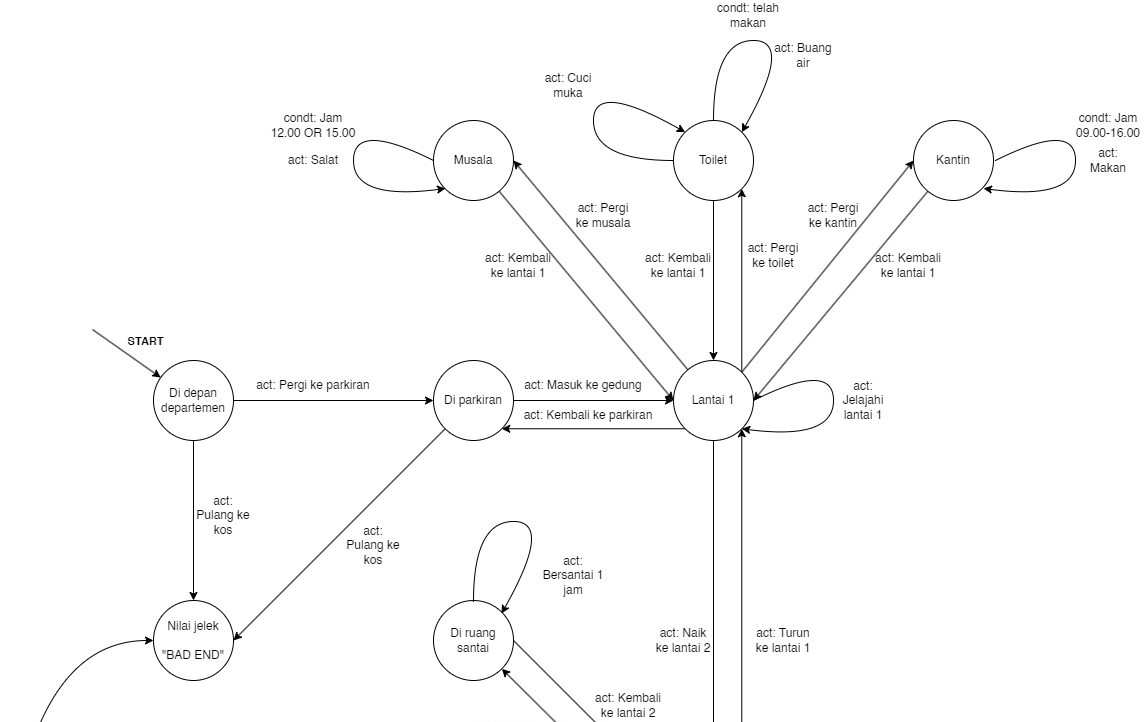 condt: telah
makan
act: Buang
air
act: Cuci
muka
condt: Jam
12.00 OR 15.00
act: Salat
Musala
Toilet
Kantin
condt: Jam
09.00-16.00
act:
Makan
act: Pergi
ke musala
act: Pergi
ke kantin
act: Kembali
ke lantai 1
act: Kembali
ke lantai 1
act: Pergi
ke toilet
act: Kembali
ke lantai 1
START
Di depan
departemen
act: Pergi ke parkiran
Di parkiran
act: Masuk ke gedung
act: Kembali ke parkiran
Lantai 1
act:
Jelajahi
lantai 1
act:
Pulang ke
kos
act:
Pulang ke
kos
act:
Bersantai 1
jam
Nilai jelek
"BAD END"
Di ruang
santai
act: Naik
ke lantai 2
act: Turun
ke lantai 1
act: Kembali
ke lantai 2